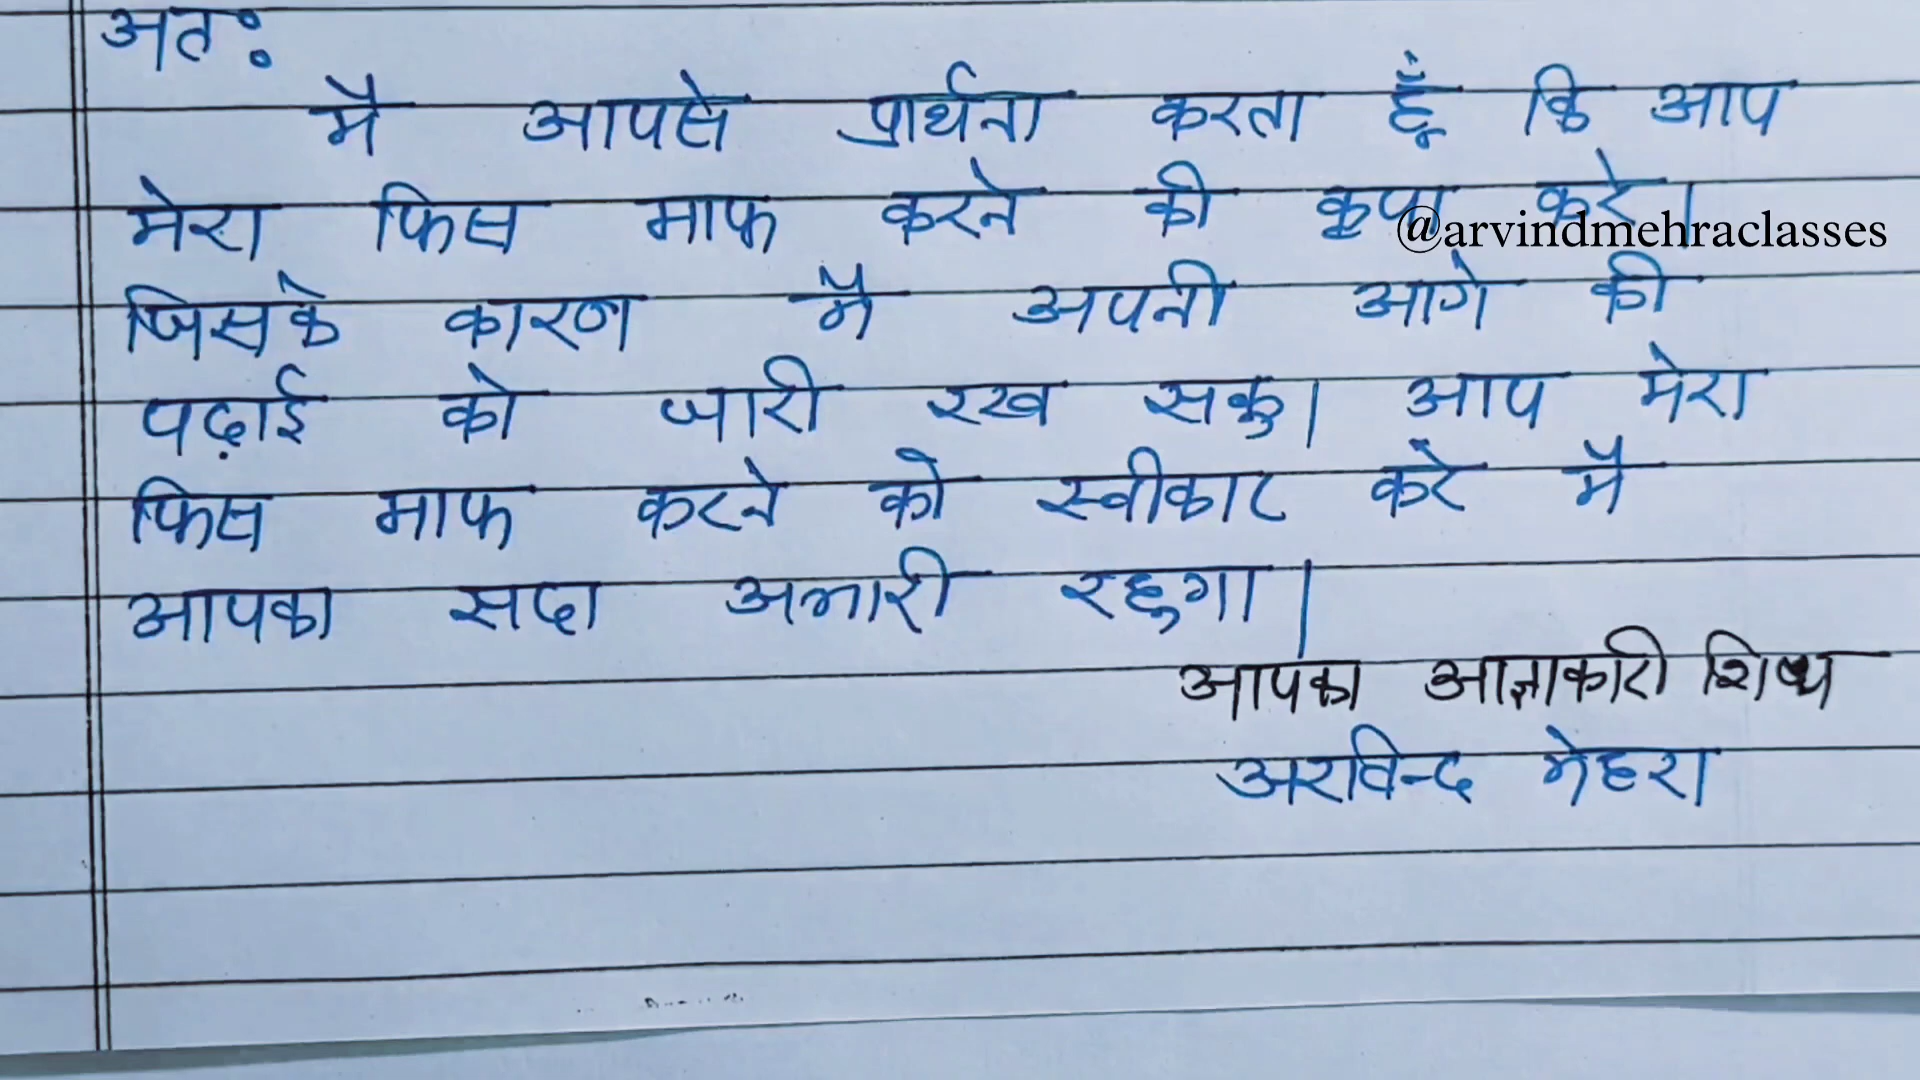 अतः
मै आपसे प्रार्थना करता हूँ कि आप
मेरा फिस माफ करने की कृपा करे।
@arvindmehraclasses
जिसके कारण मै अपनी आगे की
पढ़ाई को जारी रख सकु। आप मेरा
फिस माफ करने को स्वीकार करे मै
आपका सदा अभारी रहुगा।
आपका आज्ञाकारी शिष्य
अरविन्द मेहरा